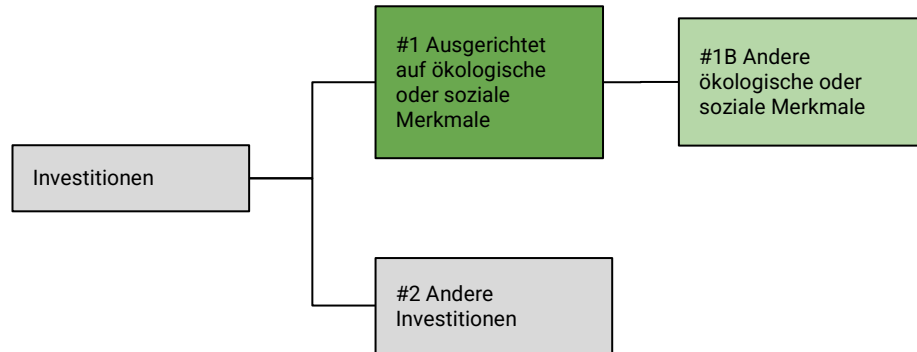 #1 Ausgerichtet
auf ökologische
oder soziale
Merkmale
#1B Andere
ökologische oder
soziale Merkmale
Investitionen
#2 Andere
Investitionen